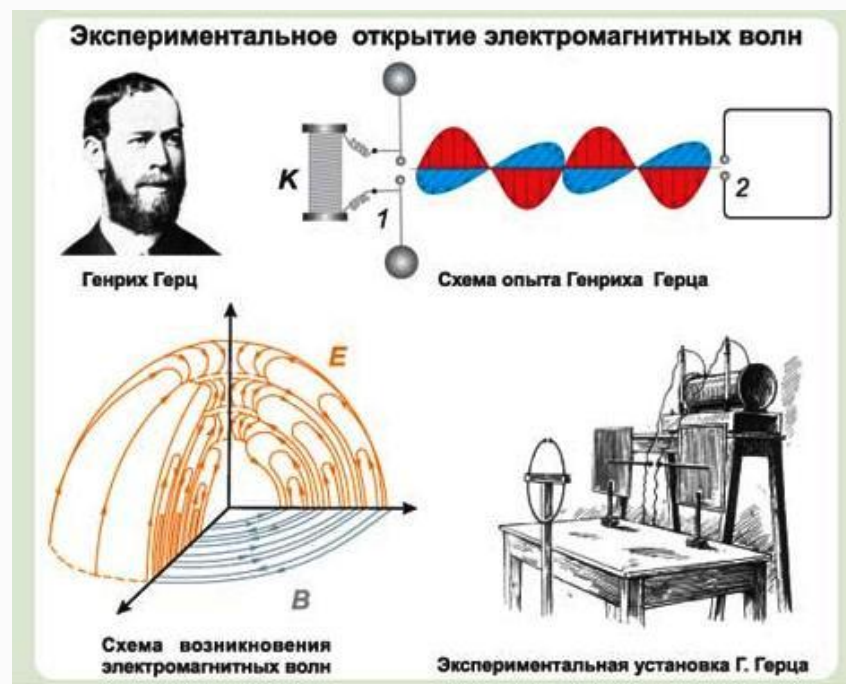 Экспериментальное открытие электромагнитных волн
К
1
2
Генрих Герц
Схема опыта Генриха Герца
E
B
Схема возникновения
электромагнитных волн
Экспериментальная установка Г. Герца